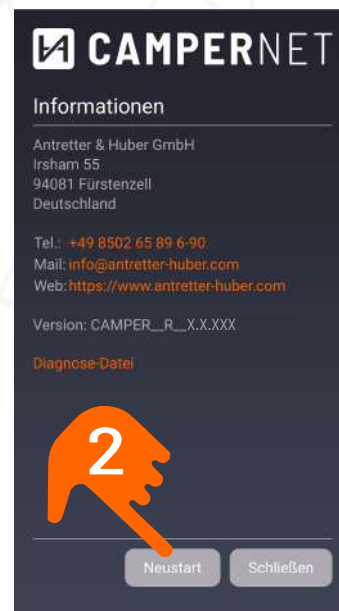 CAMPERNET
Informationen
Antretter & Huber GmbH
Irsham 55
94081 Fürstenzell
Deutschland
Tel.: +49 8502 65 89 6-90
Mail: info@antretter-huber.com
Web: https://www.antretter-huber.com
Version: CAMPER__R__X.X.XXX
Diagnose-Datei
2
Neustart Schließen